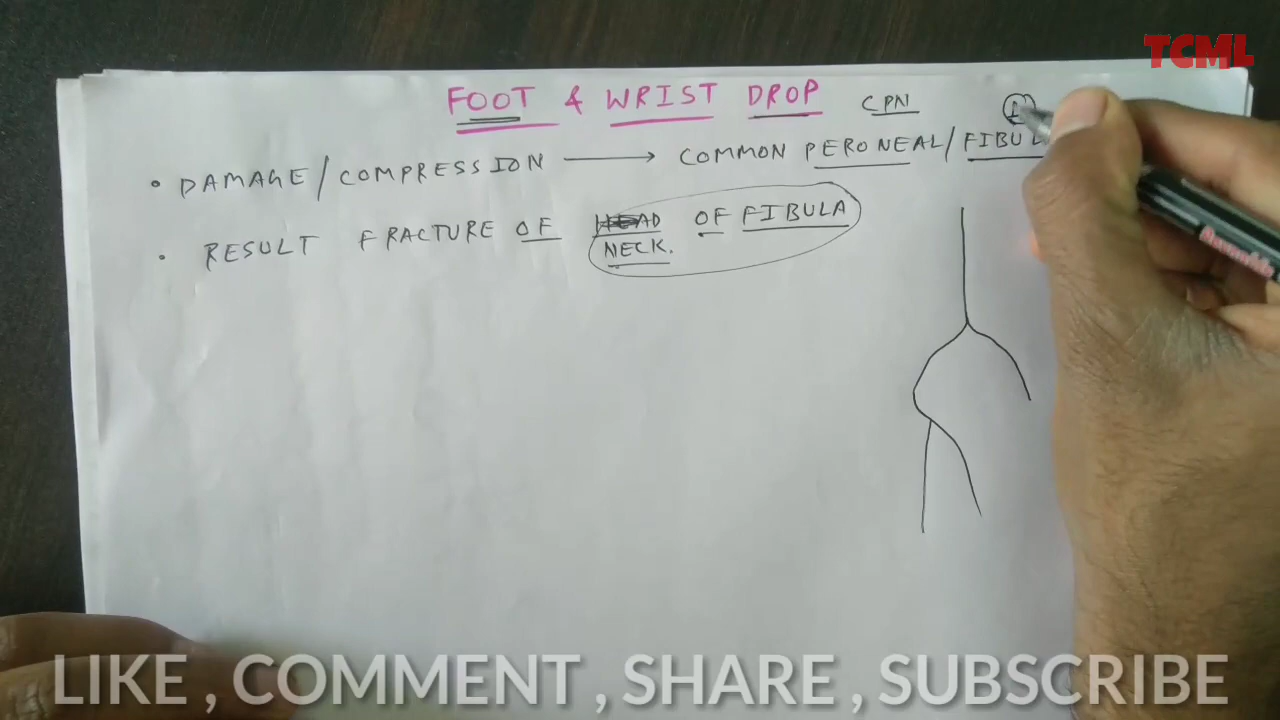 TCML
FOOT & WRIST DROP CPN
• DAMAGE/COMPRESSION → COMMON PERONEAL/FIBUL
• RESULT FRACTURE OF HEAD OF FIBULA
NECK.
LIKE , COMMENT , SHARE , SUBSCRIBE